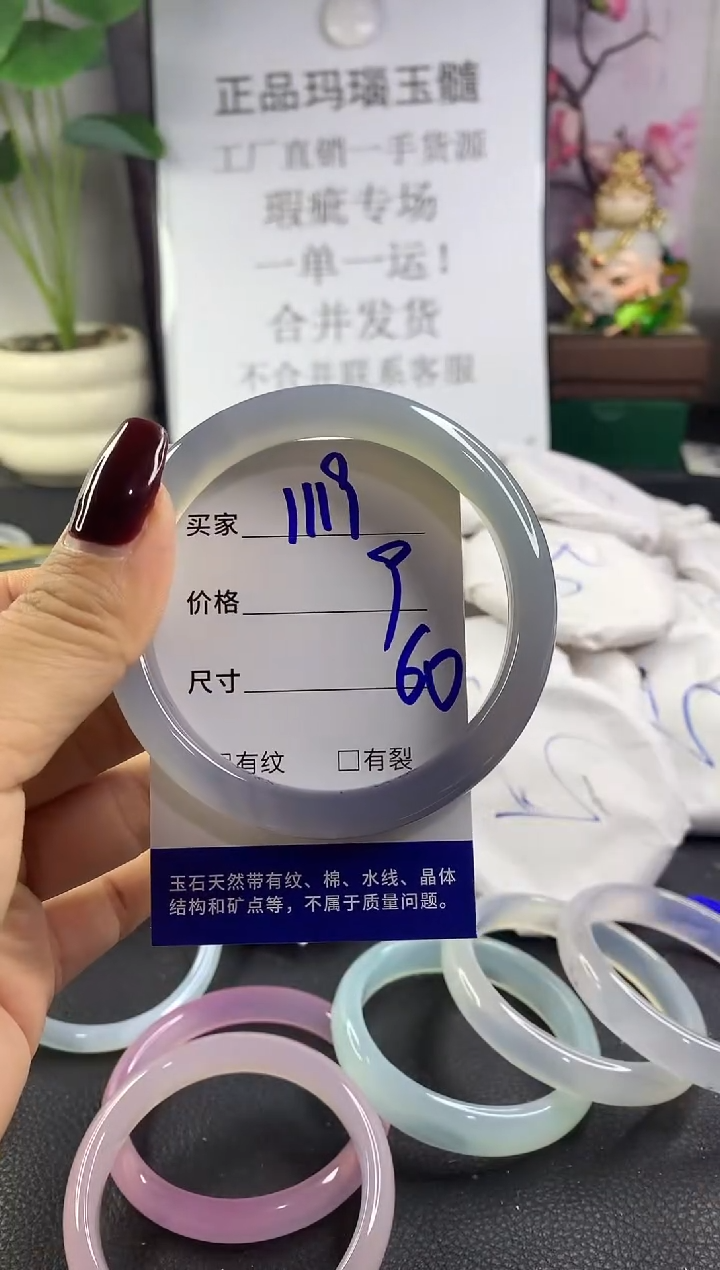 正品玛瑙玉髓
工厂直销一手货源
瑕疵专场
一单一运！
合并发货
不合并联系客服
买家 1119
价格 9
尺寸 60
□有纹 □有裂
玉石天然带有纹、棉、水线、晶体
结构和矿点等，不属于质量问题。